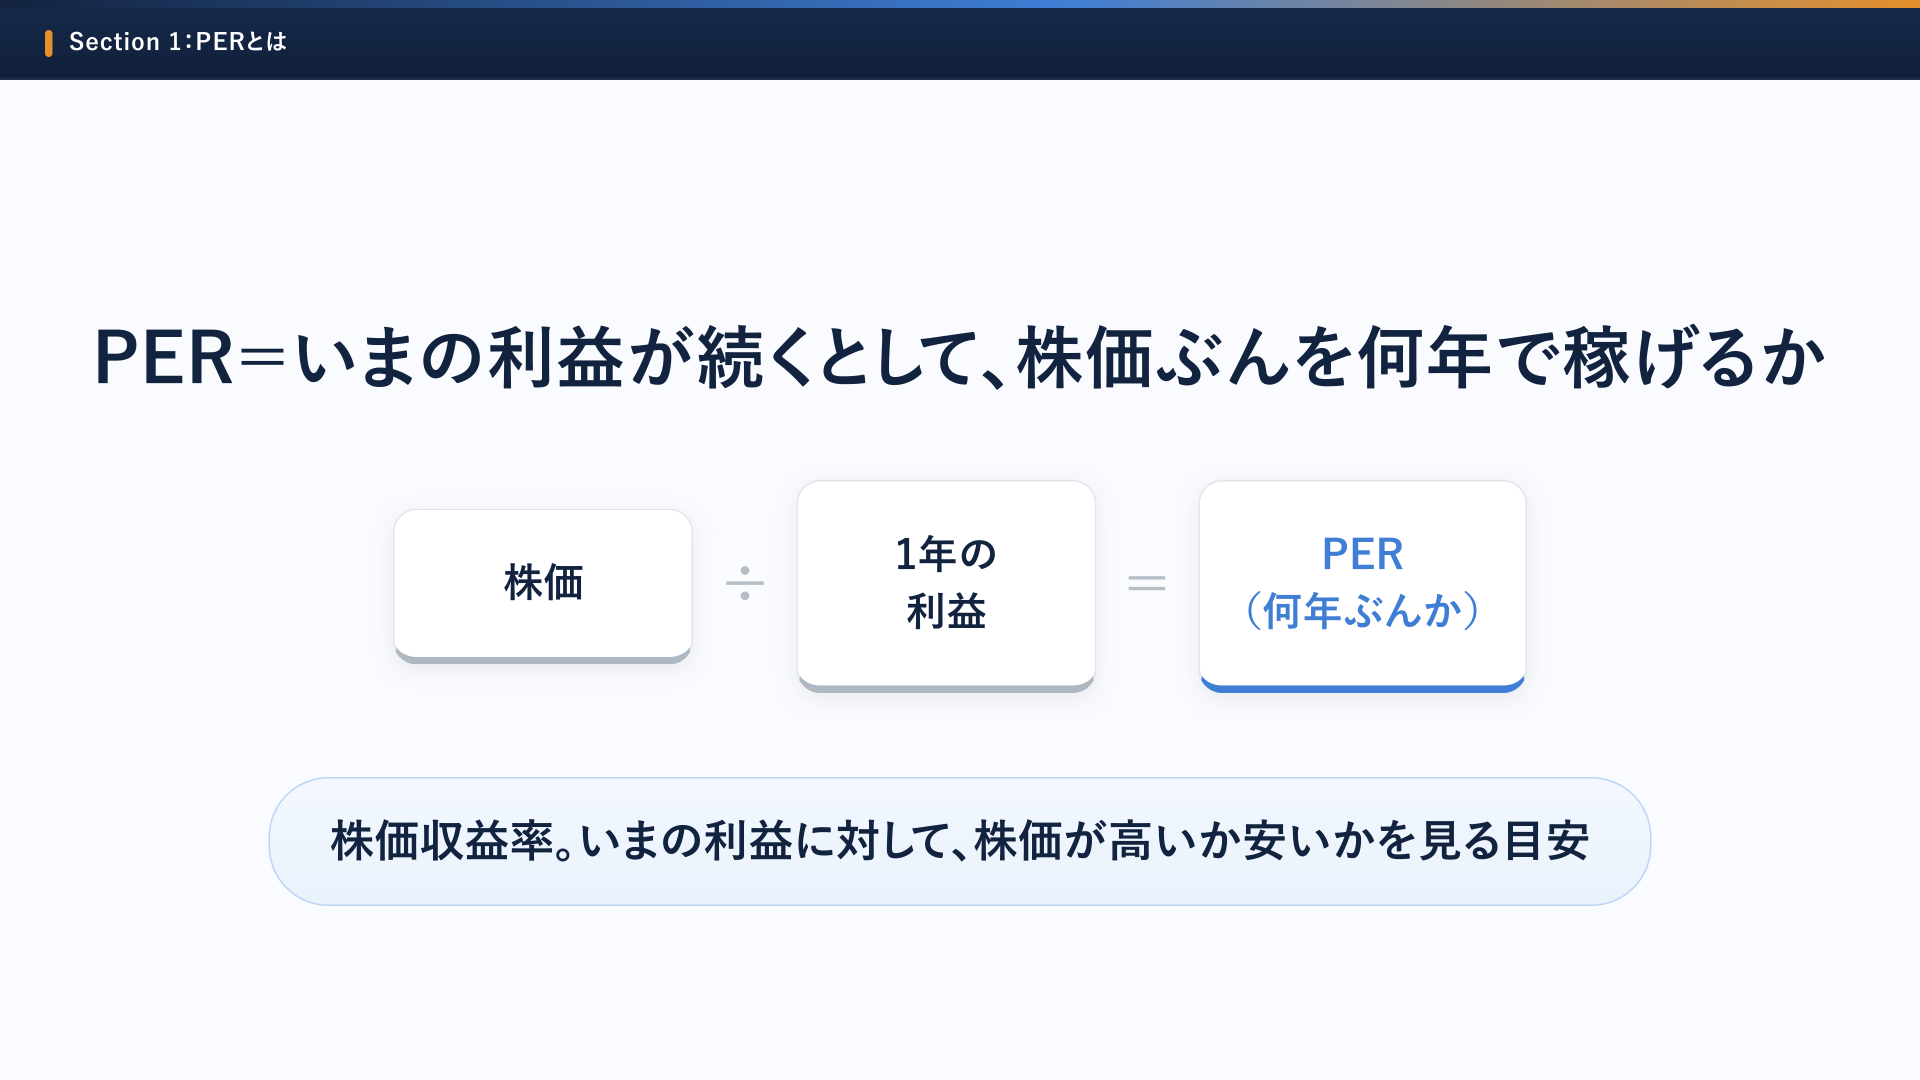 Section 1：PERとは
PER＝いまの利益が続くとして、株価ぶんを何年で稼げるか
株価
÷
1年の
利益
＝
PER
（何年ぶんか）
株価収益率。いまの利益に対して、株価が高いか安いかを見る目安